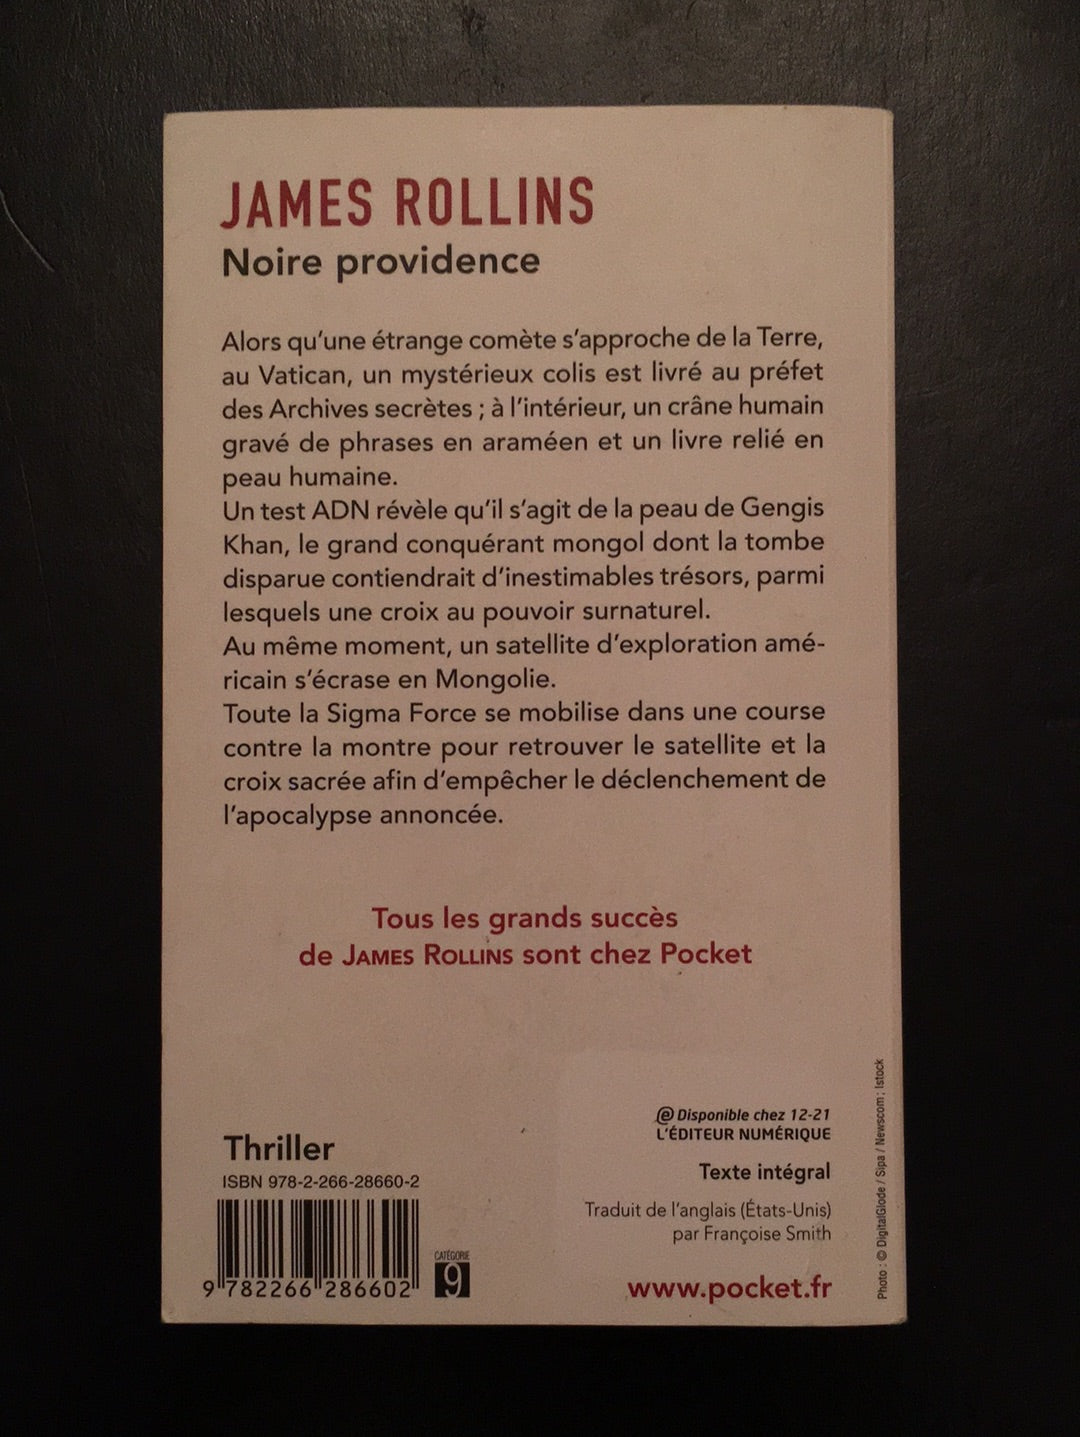 JAMES ROLLINS
Noire providence
Alors qu'une étrange comète s'approche de la Terre,
au Vatican, un mystérieux colis est livré au préfet
des Archives secrètes ; à l'intérieur, un crâne humain
gravé de phrases en araméen et un livre relié en
peau humaine.
Un test ADN révèle qu'il s'agit de la peau de Gengis
Khan, le grand conquérant mongol dont la tombe
disparue contiendrait d'inestimables trésors, parmi
lesquels une croix au pouvoir surnaturel.
Au même moment, un satellite d'exploration amé-
ricain s'écrase en Mongolie.
Toute la Sigma Force se mobilise dans une course
contre la montre pour retrouver le satellite et la
croix sacrée afin d'empêcher le déclenchement de
l'apocalypse annoncée.
Tous les grands succès
de JAMES ROLLINS sont chez Pocket
Thriller
ISBN 978-2-266-28660-2
9 782266 286602
CATÉGORIE
9
@ Disponible chez 12-21
L'ÉDITEUR NUMÉRIQUE
Texte intégral
Traduit de l'anglais (États-Unis)
par Françoise Smith
www.pocket.fr
Photo : © DigitalGlode / Sipa / Newscom ; Istock